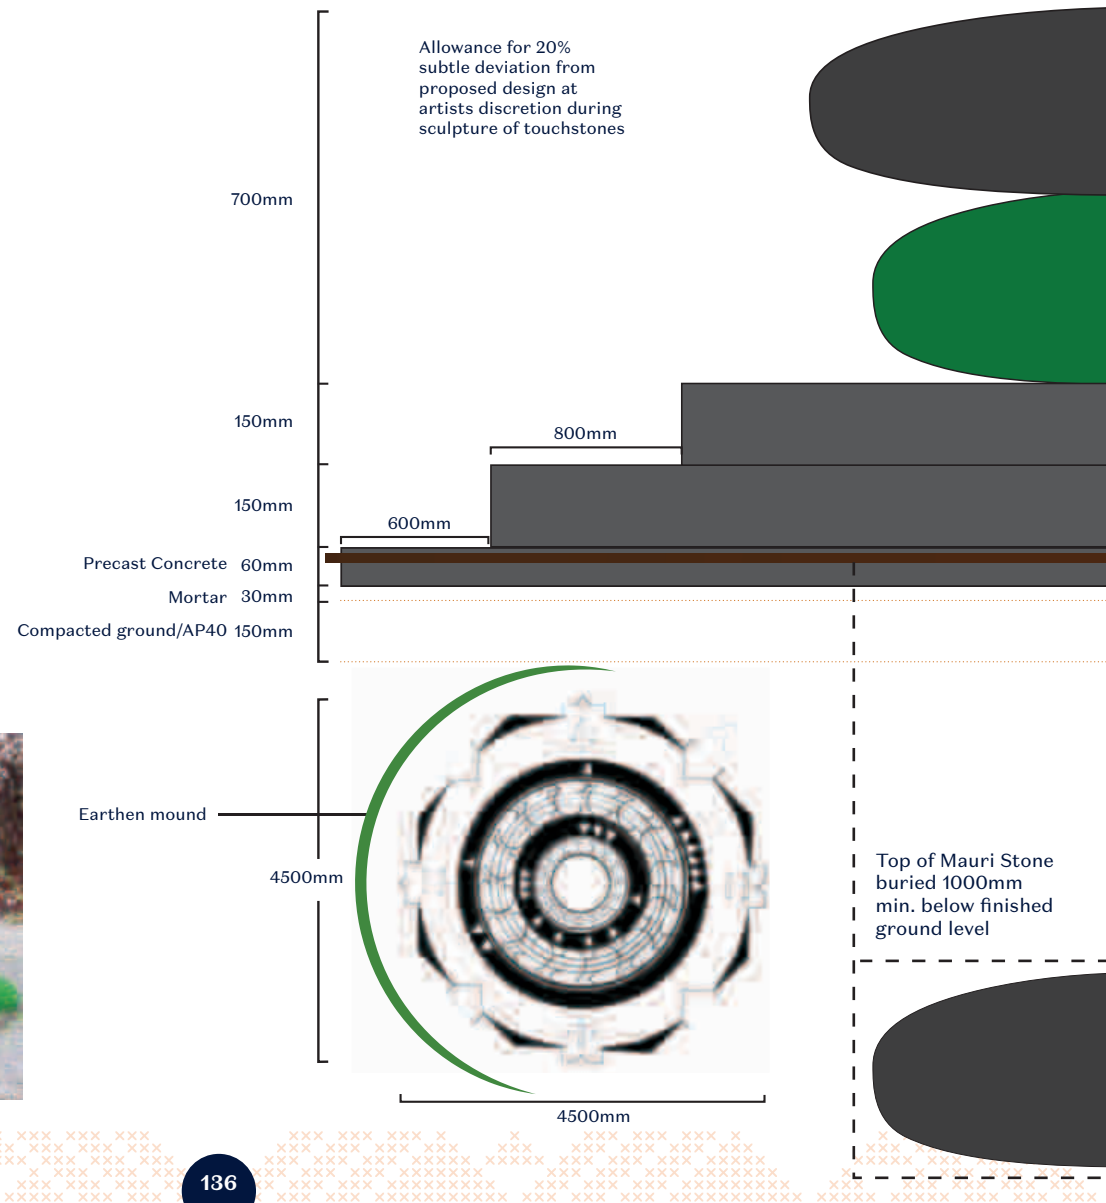 Allowance for 20%
subtle deviation from
proposed design at
artists discretion during
sculpture of touchstones
700mm
150mm
800mm
150mm
600mm
Precast Concrete 60mm
Mortar 30mm
Compacted ground/AP40 150mm
Earthen mound
4500mm
Top of Mauri Stone
buried 1000mm
min. below finished
ground level
4500mm
136